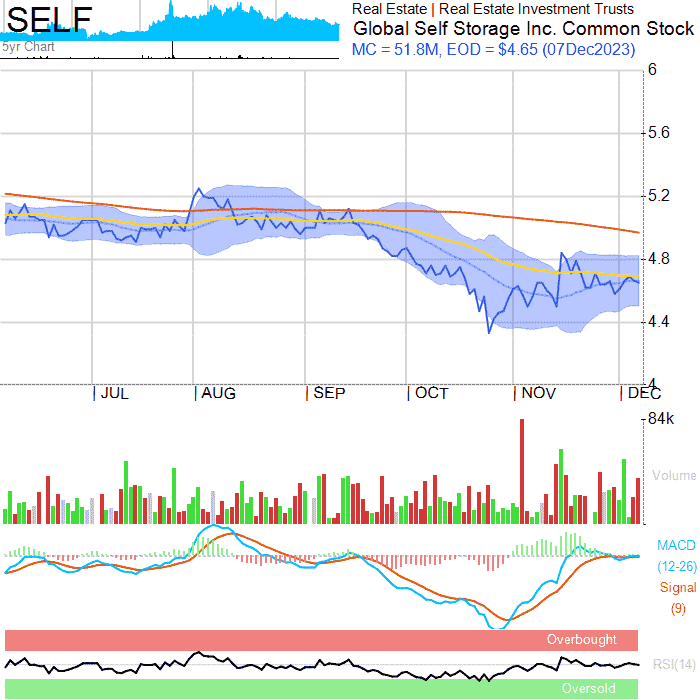 SELF
5yr Chart
Real Estate | Real Estate Investment Trusts
Global Self Storage Inc. Common Stock
MC = 51.8M, EOD = $4.65 (07Dec2023)
6
5.6
5.2
4.8
4.4
4
JUL AUG SEP OCT NOV DEC
84k
Volume
MACD
(12-26)
Signal
(9)
Overbought
RSI(14)
Oversold